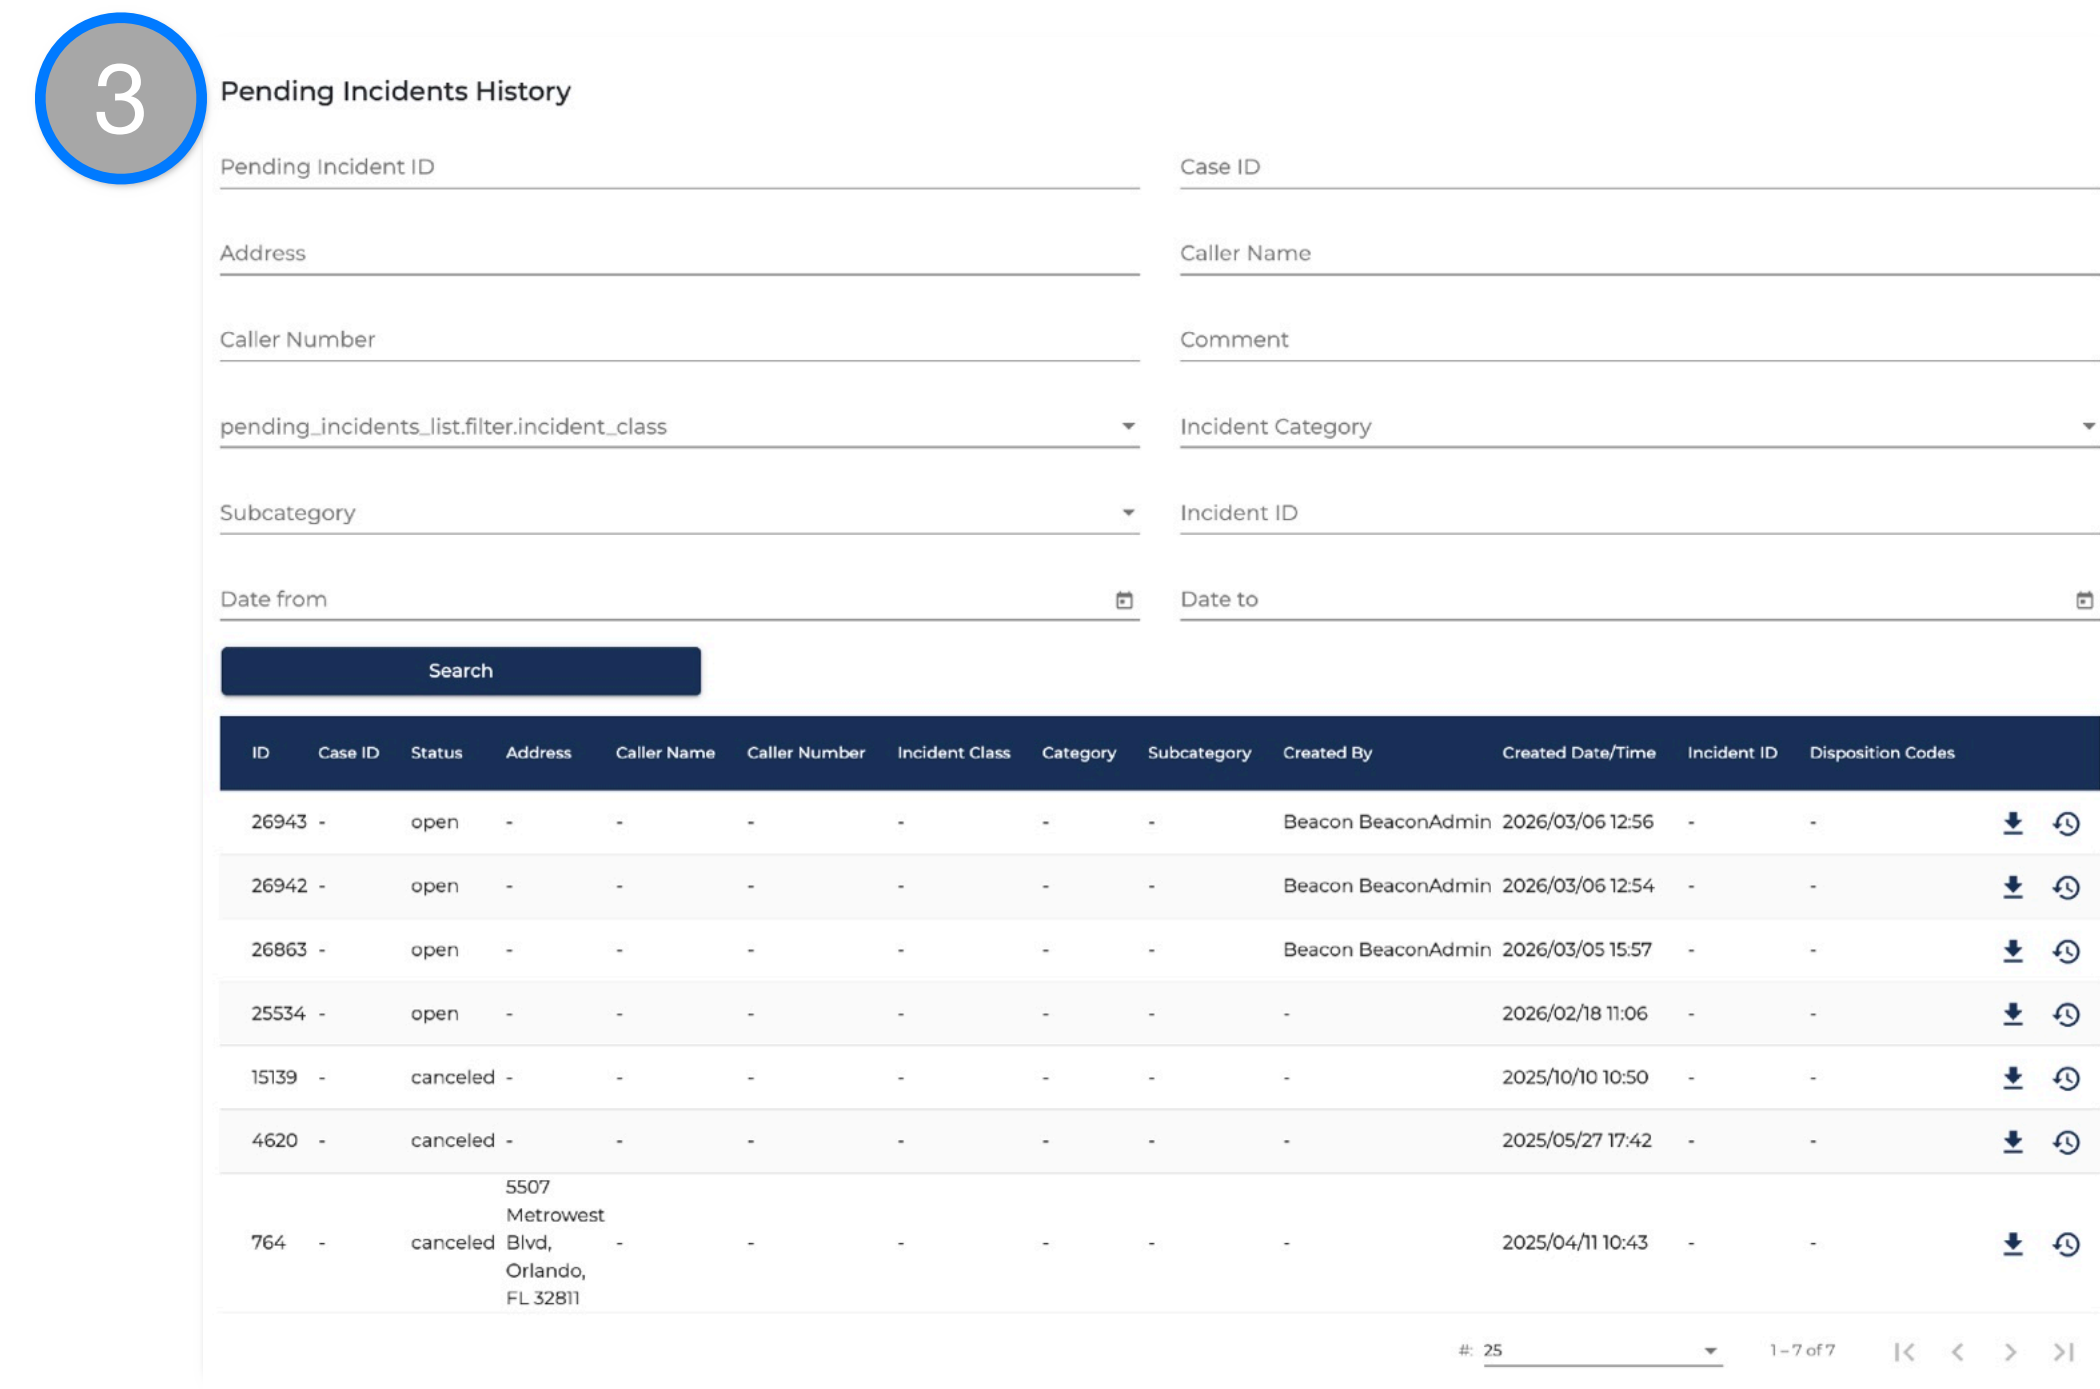 3
Pending Incidents History
Pending Incident ID
Case ID
Address
Caller Name
Caller Number
Comment
pending_incidents_list.filter.incident_class
Incident Category
Subcategory
Incident ID
Date from
Date to
Search
ID Case ID Status Address Caller Name Caller Number Incident Class Category Subcategory Created By Created Date/Time Incident ID Disposition Codes
26943 - open - - - - - - Beacon BeaconAdmin 2026/03/06 12:56 - -
26942 - open - - - - - - Beacon BeaconAdmin 2026/03/06 12:54 - -
26863 - open - - - - - - Beacon BeaconAdmin 2026/03/05 15:57 - -
25534 - open - - - - - - - 2026/02/18 11:06 - -
15139 - canceled - - - - - - - 2025/10/10 10:50 - -
4620 - canceled - - - - - - - 2025/05/27 17:42 - -
5507
Metrowest
764 - canceled Blvd, - - - - - - 2025/04/11 10:43 - -
Orlando,
FL 32811
#: 25 1–7 of 7